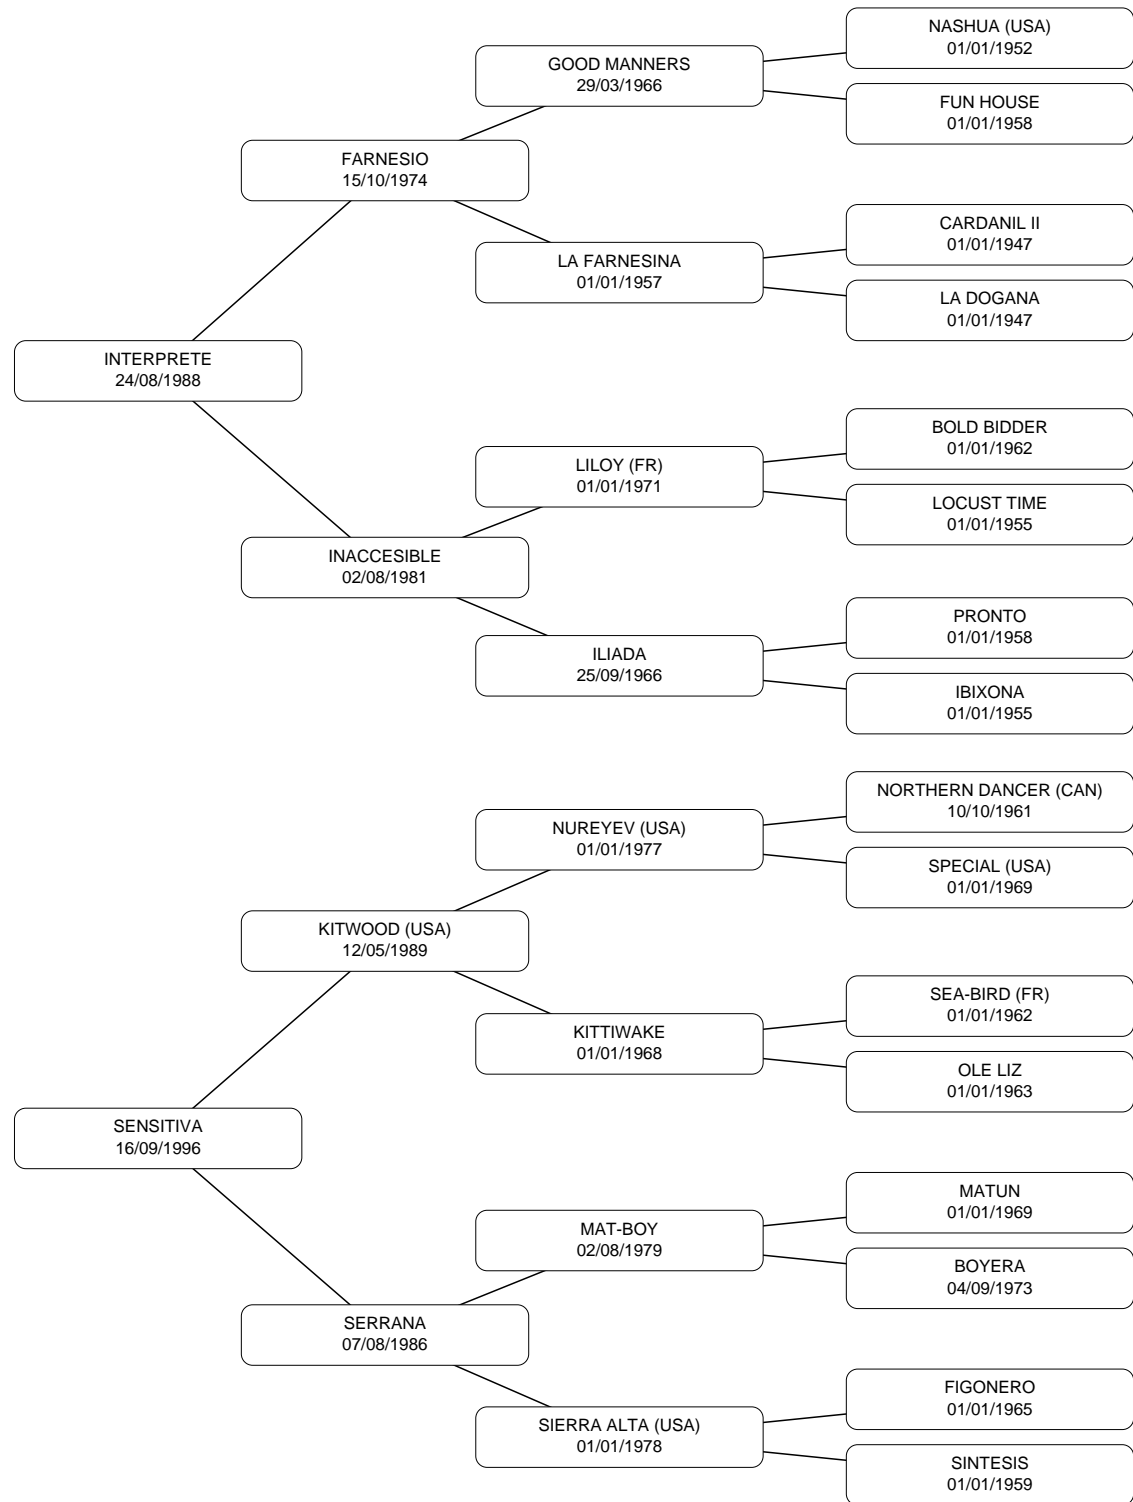 NASHUA (USA)
01/01/1952
GOOD MANNERS
29/03/1966
FUN HOUSE
01/01/1958
FARNESIO
15/10/1974
CARDANIL II
01/01/1947
LA FARNESINA
01/01/1957
LA DOGANA
01/01/1947
INTERPRETE
24/08/1988
BOLD BIDDER
01/01/1962
LILOY (FR)
01/01/1971
LOCUST TIME
01/01/1955
INACCESIBLE
02/08/1981
PRONTO
01/01/1958
ILIADA
25/09/1966
IBIXONA
01/01/1955
NORTHERN DANCER (CAN)
10/10/1961
NUREYEV (USA)
01/01/1977
SPECIAL (USA)
01/01/1969
KITWOOD (USA)
12/05/1989
SEA-BIRD (FR)
01/01/1962
KITTIWAKE
01/01/1968
OLE LIZ
01/01/1963
SENSITIVA
16/09/1996
MATUN
01/01/1969
MAT-BOY
02/08/1979
BOYERA
04/09/1973
SERRANA
07/08/1986
FIGONERO
01/01/1965
SIERRA ALTA (USA)
01/01/1978
SINTESIS
01/01/1959